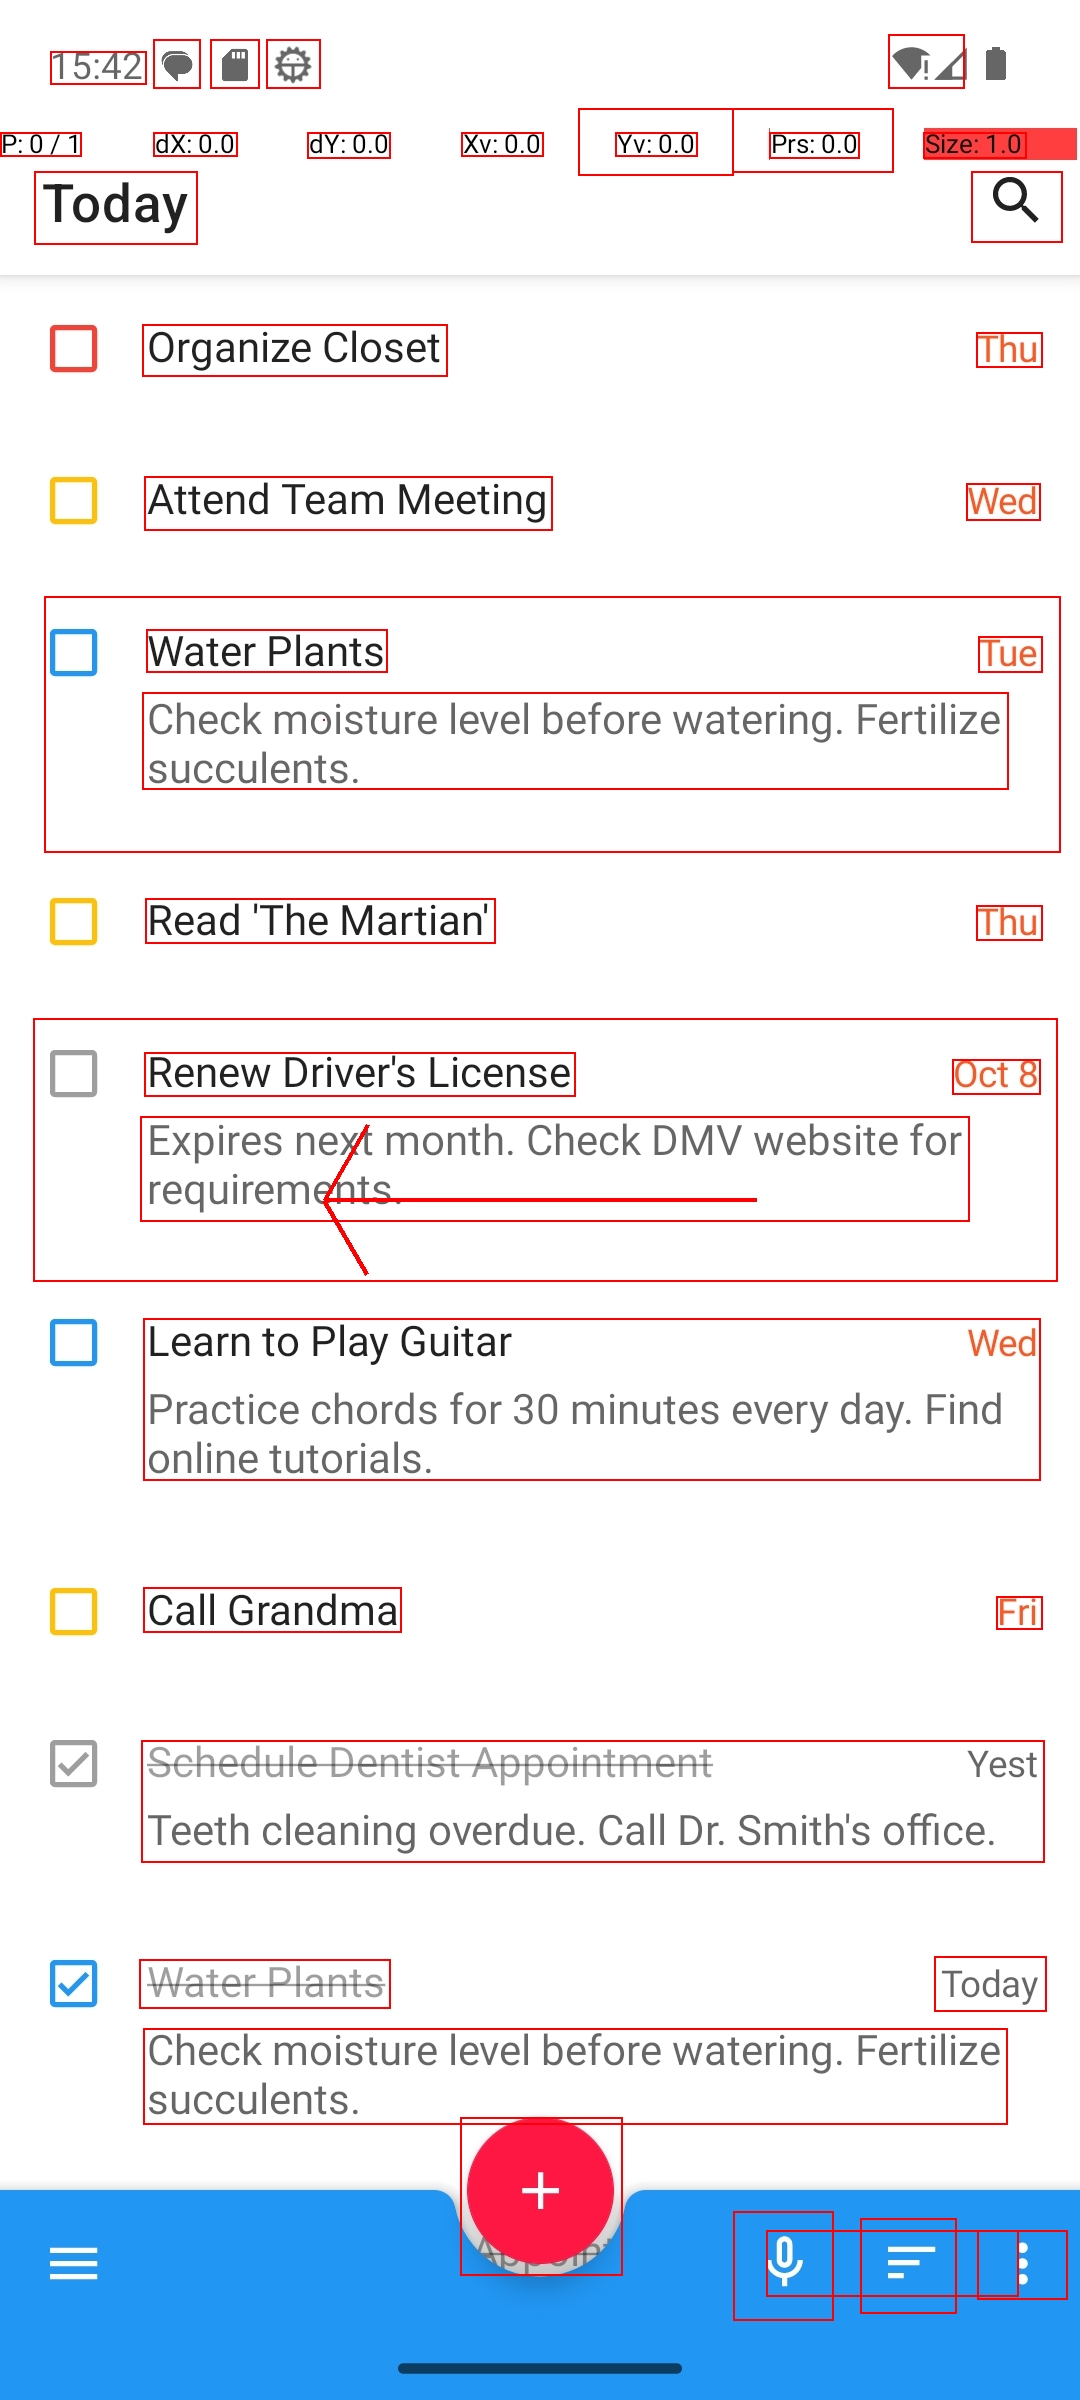 15:42
P: 0 / 1 dX: 0.0 dY: 0.0 Xv: 0.0 Yv: 0.0 Prs: 0.0 Size: 1.0
Today
Organize Closet Thu
Attend Team Meeting Wed
Water Plants Tue
Check moisture level before watering. Fertilize
succulents.
Read 'The Martian' Thu
Renew Driver's License Oct 8
Expires next month. Check DMV website for
requirements.
Learn to Play Guitar Wed
Practice chords for 30 minutes every day. Find
online tutorials.
Call Grandma Fri
Schedule Dentist Appointment Yest
Teeth cleaning overdue. Call Dr. Smith's office.
Water Plants Today
Check moisture level before watering. Fertilize
succulents.